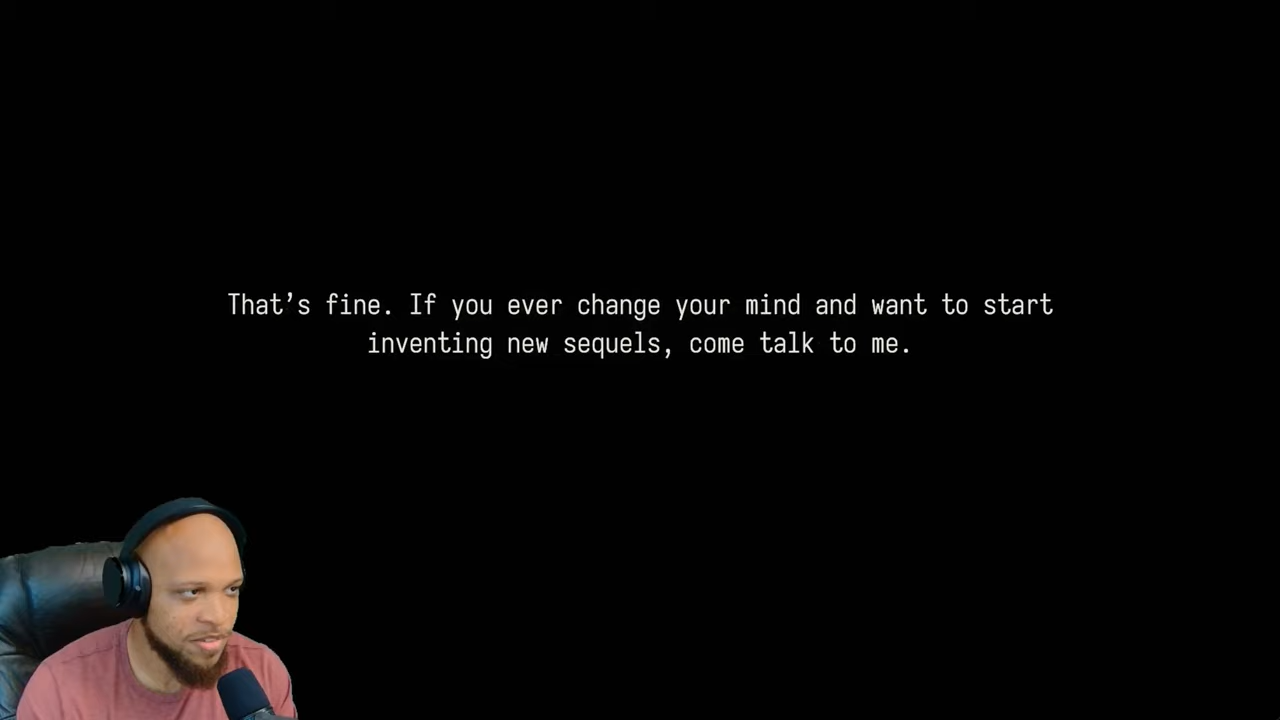 That’s fine. If you ever change your mind and want to start
inventing new sequels, come talk to me.